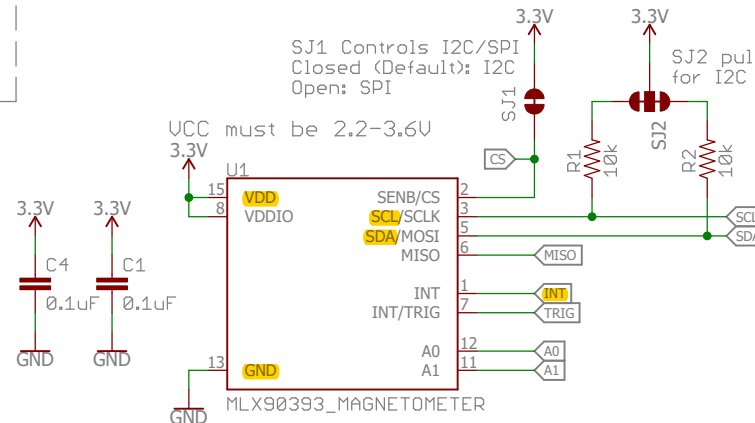 3.3V
3.3V
SJ1 Controls I2C/SPI
Closed (Default): I2C
Open: SPI
SJ2 pul
for I2C
SJ1
SJ2
VCC must be 2.2-3.6V
3.3V
CS
R1
10k
R2
10k
U1
15
VDD
SENB/CS
2
8
VDDIO
SCL/SCLK
3
SCL
SDA/MOSI
5
SDA
MISO
6
MISO
3.3V
3.3V
C4
0.1uF
C1
0.1uF
INT
1
INT
INT/TRIG
7
TRIG
A0
12
A0
13
GND
A1
11
A1
GND
GND
GND
MLX90393_MAGNETOMETER